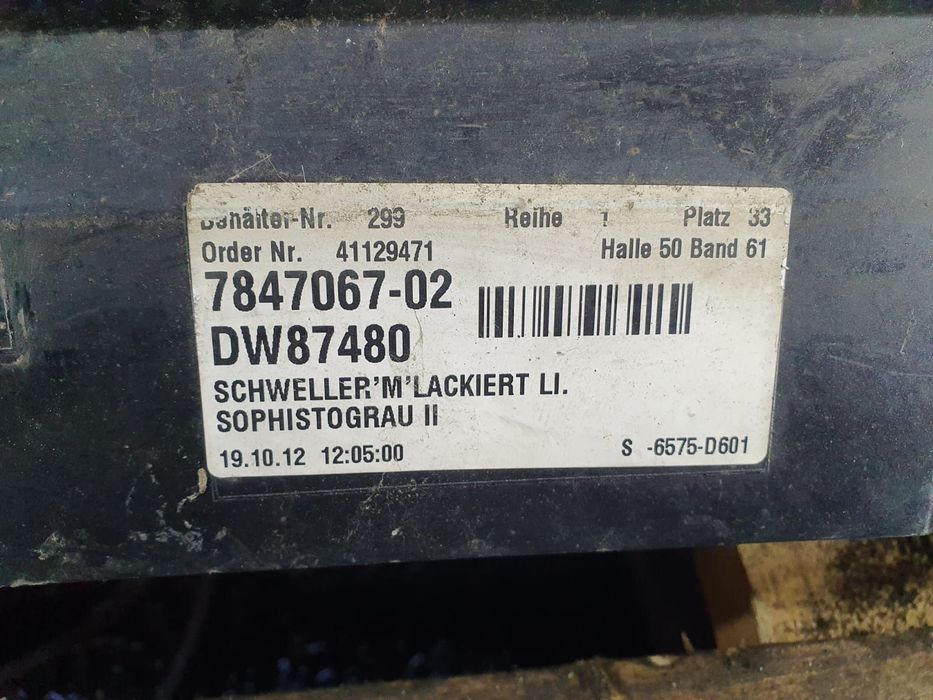 Behälter-Nr. 299 Reihe 1 Platz 33
Order Nr. 41129471 Halle 50 Band 61
7847067-02
DW87480
SCHWELLER,'M'LACKIERT LI.
SOPHISTOGRAU II
19.10.12 12:05:00 S -6575-D601